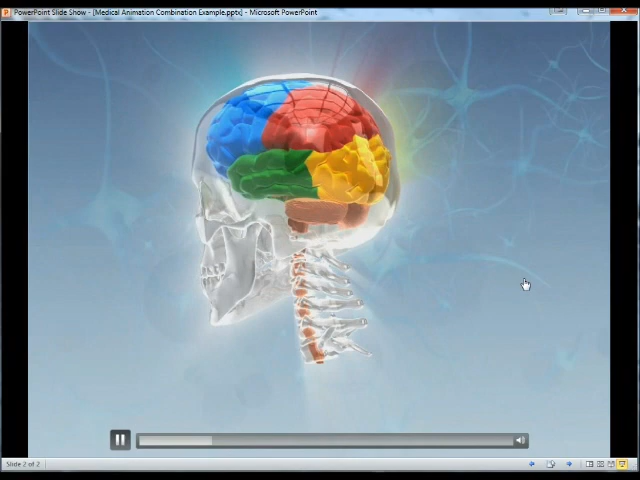 PowerPoint Slide Show - [Medical Animation Combination Example.pptx] - Microsoft PowerPoint
Slide 2 of 2